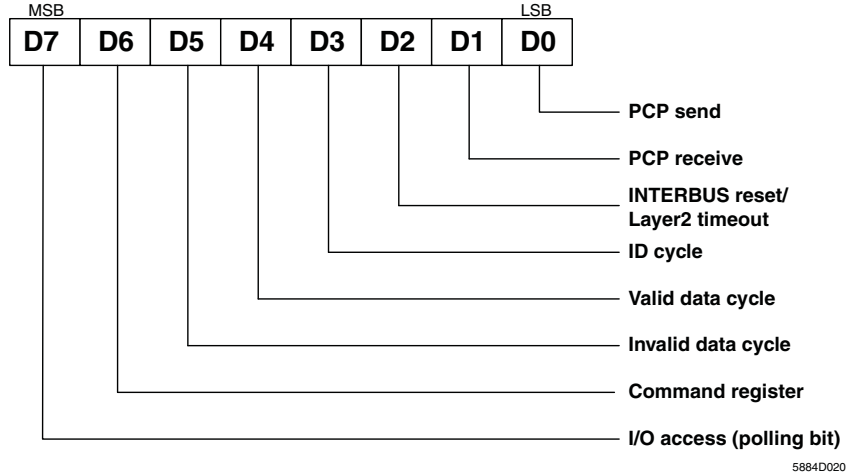 MSB LSB
D7 D6 D5 D4 D3 D2 D1 D0
PCP send
PCP receive
INTERBUS reset/
Layer2 timeout
ID cycle
Valid data cycle
Invalid data cycle
Command register
I/O access (polling bit)
5884D020